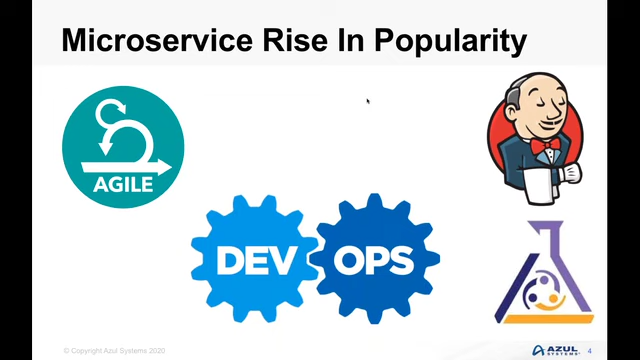 Microservice Rise In Popularity
AGILE
DEV OPS
© Copyright Azul Systems 2020
AZUL
SYSTEMS
4